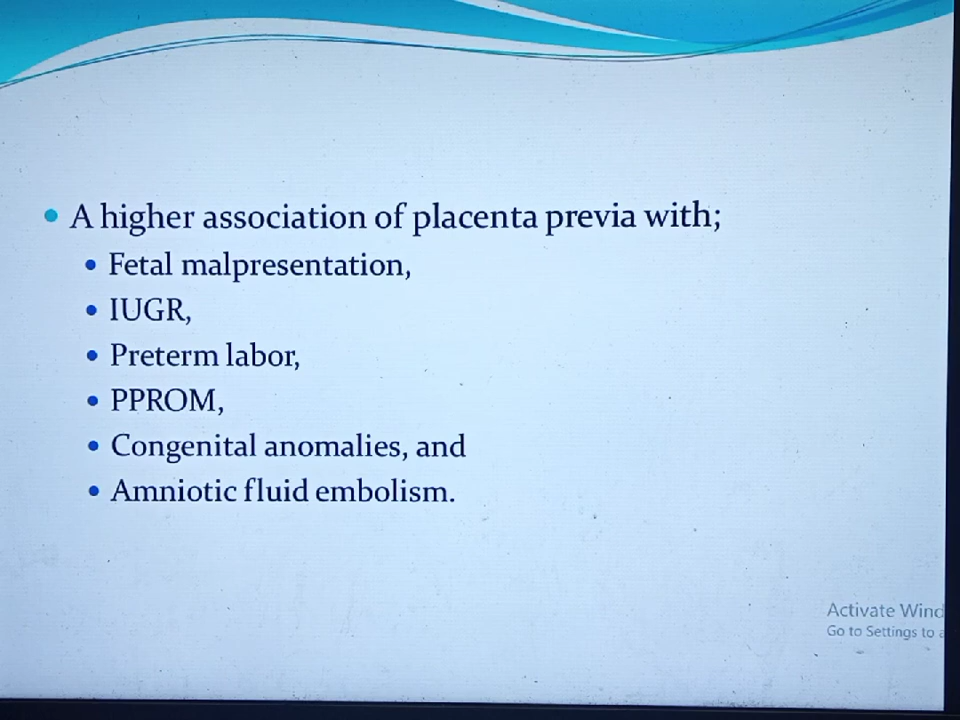 A higher association of placenta previa with;
Fetal malpresentation,
IUGR,
Preterm labor,
PPROM,
Congenital anomalies, and
Amniotic fluid embolism.
Activate Wind
Go to Settings to a